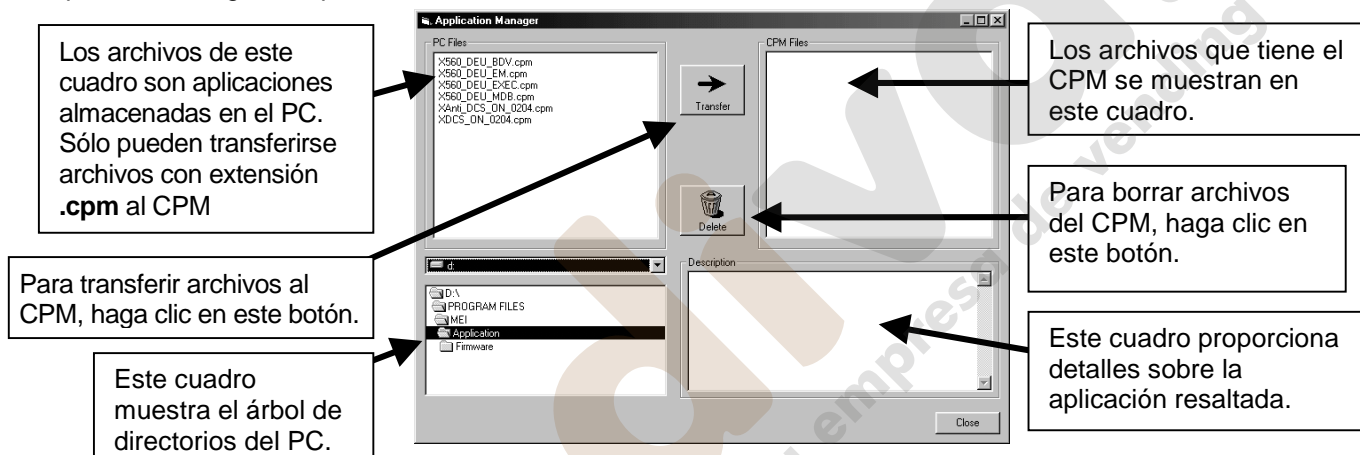 Application Manager
Los archivos de este
cuadro son aplicaciones
almacenadas en el PC.
Sólo pueden transferirse
archivos con extensión
.cpm al CPM
PC Files
X560_DEU_BDV.cpm
X560_DEU_EM.cpm
X560_DEU_EXEC.cpm
X560_DEU_MDB.cpm
XAnti_DCS_ON_0204.cpm
XDCS_ON_0204.cpm
Transfer
Delete
CPM Files
Los archivos que tiene el
CPM se muestran en
este cuadro.
Para borrar archivos
del CPM, haga clic en
este botón.
Para transferir archivos al
CPM, haga clic en este botón.
d:
D:\
PROGRAM FILES
MEI
Application
Firmware
Description
Este cuadro
muestra el árbol de
directorios del PC.
Este cuadro proporciona
detalles sobre la
aplicación resaltada.
Close
empresa de vending